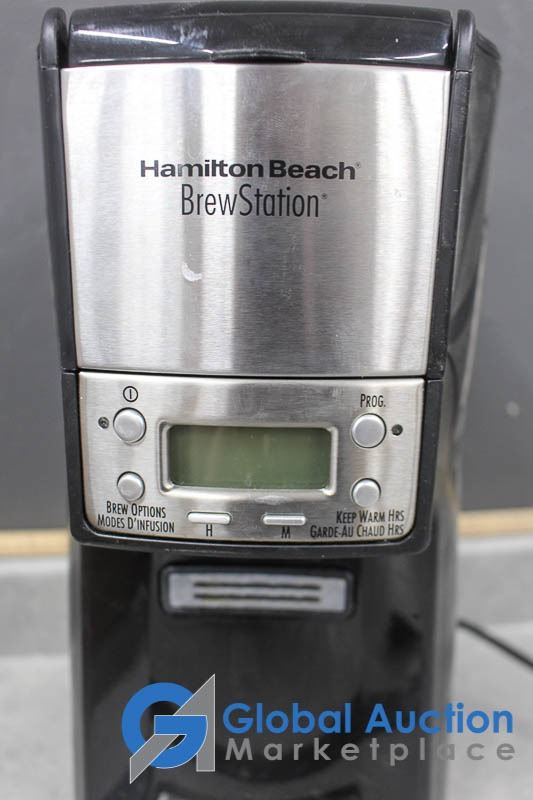 Hamilton Beach®
BrewStation®
PROG.
BREW OPTIONS
MODES D'INFUSION
H
M
KEEP WARM HRS
GARDE-AU CHAUD HRS
Global Auction
Marketplace